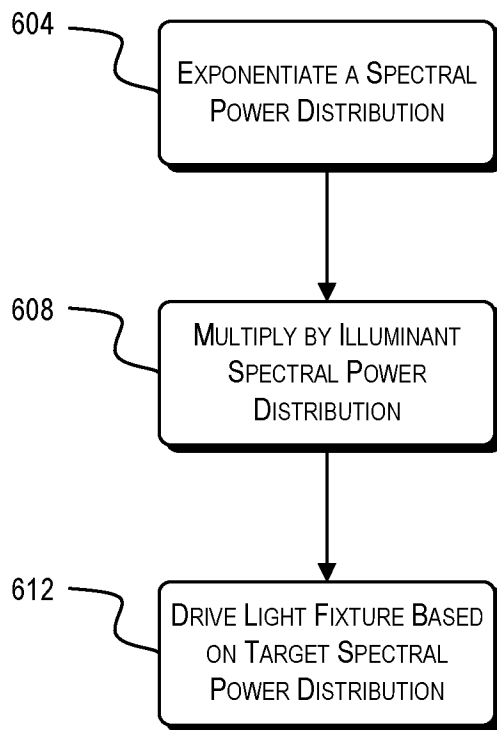 604
EXPONENTIATE A SPECTRAL
POWER DISTRIBUTION
608
MULTIPLY BY ILLUMINANT
SPECTRAL POWER
DISTRIBUTION
612
DRIVE LIGHT FIXTURE BASED
ON TARGET SPECTRAL
POWER DISTRIBUTION